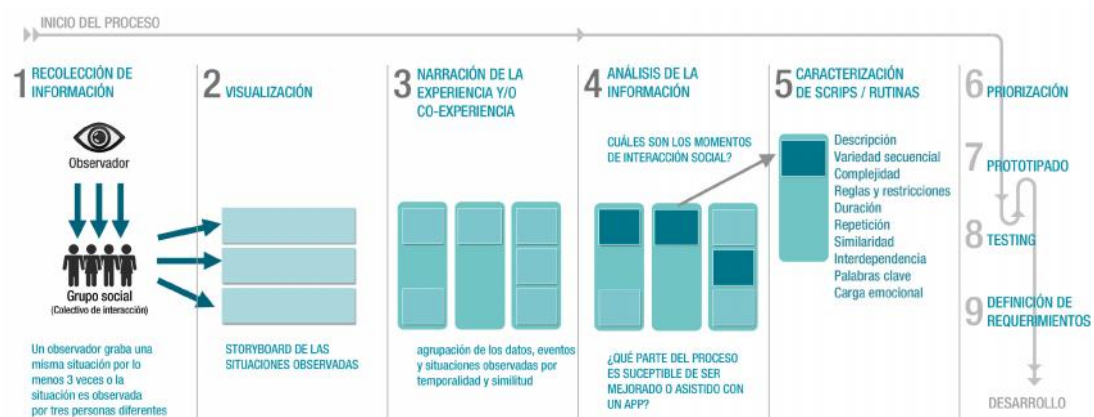 INICIO DEL PROCESO
1 RECOLECCIÓN DE
INFORMACIÓN
Observador
Grupo social
(Colectivo de interacción)
Un observador graba una
misma situación por lo
menos 3 veces o la
situación es observada
por tres personas diferentes
2 VISUALIZACIÓN
STORYBOARD DE LAS
SITUACIONES OBSERVADAS
3 NARRACIÓN DE LA
EXPERIENCIA Y/O
CO-EXPERIENCIA
agrupación de los datos, eventos
y situaciones observadas por
temporalidad y similitud
4 ANÁLISIS DE LA
INFORMACIÓN
CUÁLES SON LOS MOMENTOS
DE INTERACCIÓN SOCIAL?
¿QUÉ PARTE DEL PROCESO
ES SUCEPTIBLE DE SER
MEJORADO O ASISTIDO CON
UN APP?
5 CARACTERIZACIÓN
DE SCRIPS / RUTINAS
Descripción
Variedad secuencial
Complejidad
Reglas y restricciones
Duración
Repetición
Similaridad
Interdependencia
Palabras clave
Carga emocional
6 PRIORIZACIÓN
7 PROTOTIPADO
8 TESTING
9 DEFINICIÓN DE
REQUERIMIENTOS
DESARROLLO